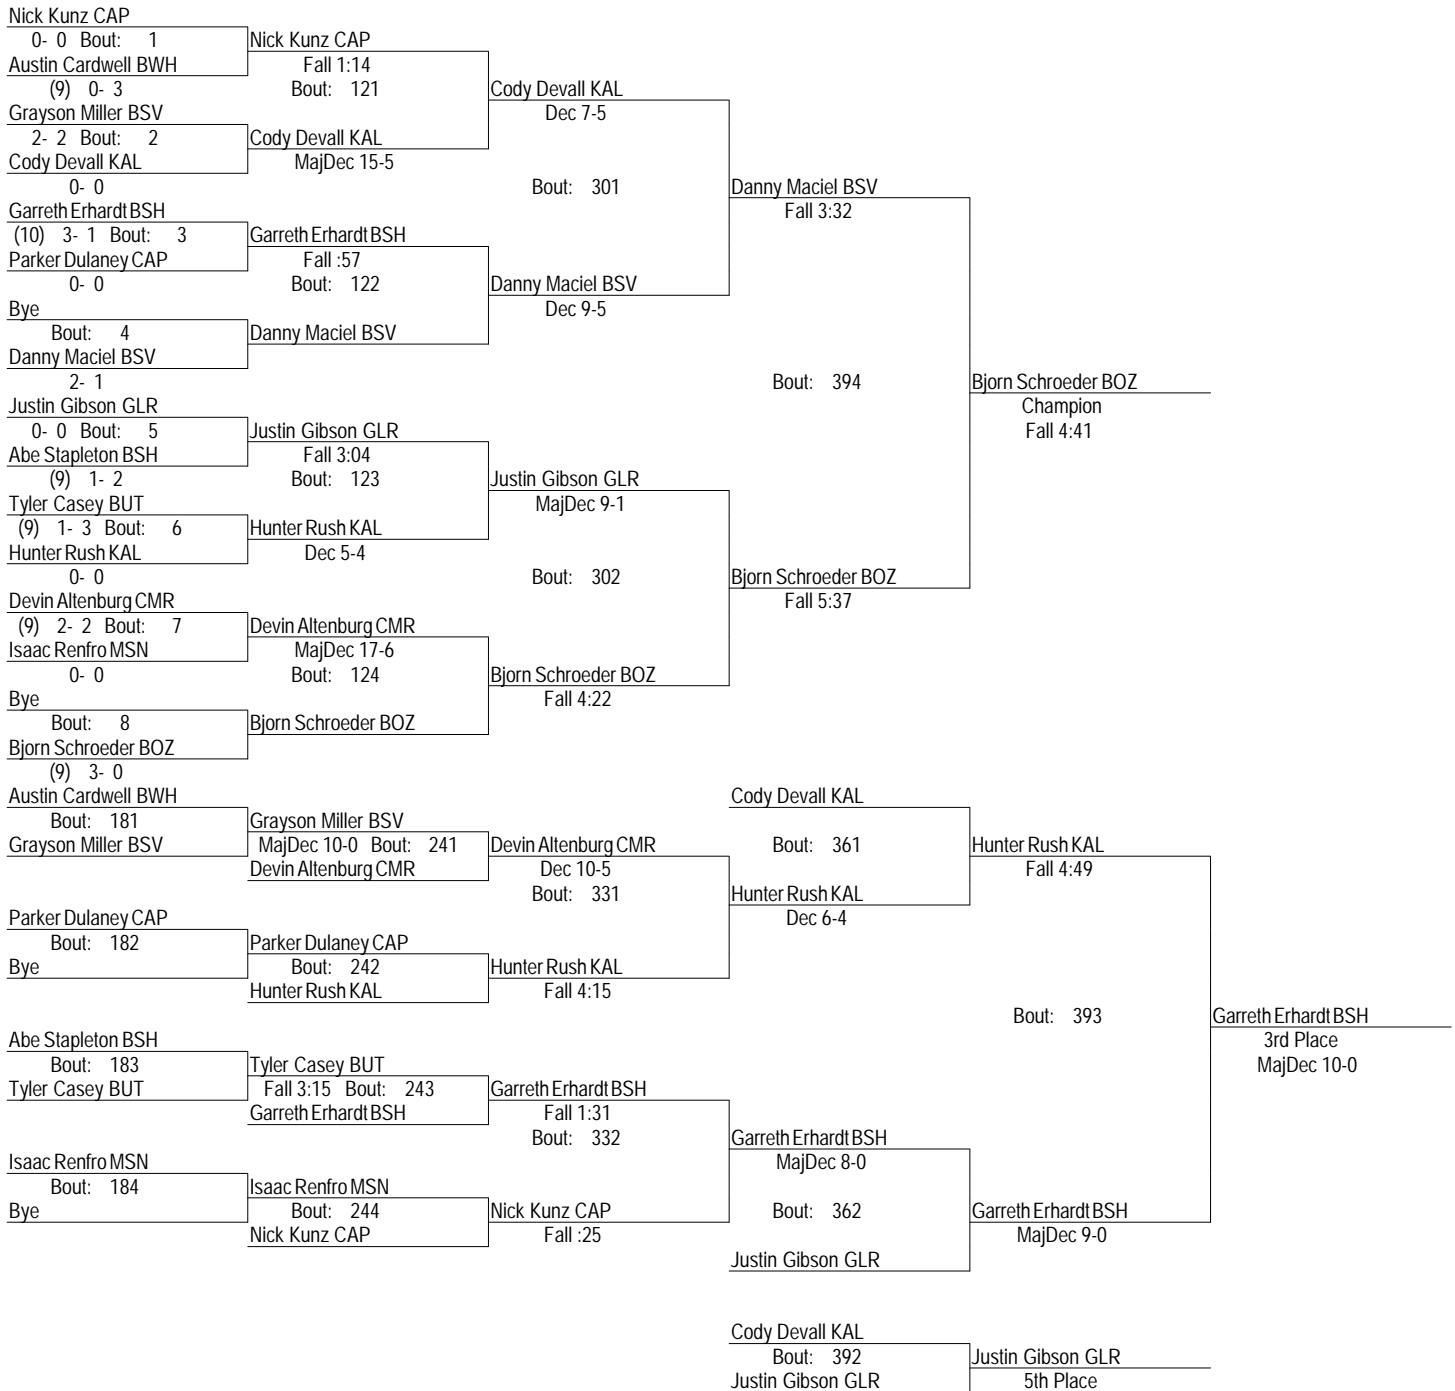 Nick Kunz CAP
0- 0 Bout: 1
Austin Cardwell BWH
(9) 0- 3
Grayson Miller BSV
2- 2 Bout: 2
Cody Devall KAL
0- 0
Garreth Erhardt BSH
(10) 3- 1 Bout: 3
Parker Dulaney CAP
0- 0
Bye
Bout: 4
Danny Maciel BSV
2- 1
Justin Gibson GLR
0- 0 Bout: 5
Abe Stapleton BSH
(9) 1- 2
Tyler Casey BUT
(9) 1- 3 Bout: 6
Hunter Rush KAL
0- 0
Devin Altenburg CMR
(9) 2- 2 Bout: 7
Isaac Renfro MSN
0- 0
Bye
Bout: 8
Bjorn Schroeder BOZ
(9) 3- 0
Nick Kunz CAP
Fall 1:14
Bout: 121
Cody Devall KAL
MajDec 15-5
Garreth Erhardt BSH
Fall :57
Bout: 122
Danny Maciel BSV
Justin Gibson GLR
Fall 3:04
Bout: 123
Hunter Rush KAL
Dec 5-4
Devin Altenburg CMR
MajDec 17-6
Bout: 124
Bjorn Schroeder BOZ
Cody Devall KAL
Dec 7-5
Bout: 301
Danny Maciel BSV
Dec 9-5
Justin Gibson GLR
MajDec 9-1
Bout: 302
Bjorn Schroeder BOZ
Fall 4:22
Danny Maciel BSV
Fall 3:32
Bout: 394
Bjorn Schroeder BOZ
Fall 5:37
Bjorn Schroeder BOZ
Champion
Fall 4:41
Austin Cardwell BWH
Bout: 181
Grayson Miller BSV
Parker Dulaney CAP
Bout: 182
Bye
Abe Stapleton BSH
Bout: 183
Tyler Casey BUT
Isaac Renfro MSN
Bout: 184
Bye
Grayson Miller BSV
MajDec 10-0 Bout: 241
Devin Altenburg CMR
Parker Dulaney CAP
Bout: 242
Hunter Rush KAL
Tyler Casey BUT
Fall 3:15 Bout: 243
Garreth Erhardt BSH
Isaac Renfro MSN
Bout: 244
Nick Kunz CAP
Devin Altenburg CMR
Dec 10-5
Bout: 331
Hunter Rush KAL
Fall 4:15
Garreth Erhardt BSH
Fall 1:31
Bout: 332
Nick Kunz CAP
Fall :25
Cody Devall KAL
Bout: 361
Hunter Rush KAL
Dec 6-4
Garreth Erhardt BSH
MajDec 8-0
Bout: 362
Justin Gibson GLR
Hunter Rush KAL
Fall 4:49
Bout: 393
Garreth Erhardt BSH
MajDec 9-0
Garreth Erhardt BSH
3rd Place
MajDec 10-0
Cody Devall KAL
Bout: 392
Justin Gibson GLR
Justin Gibson GLR
5th Place